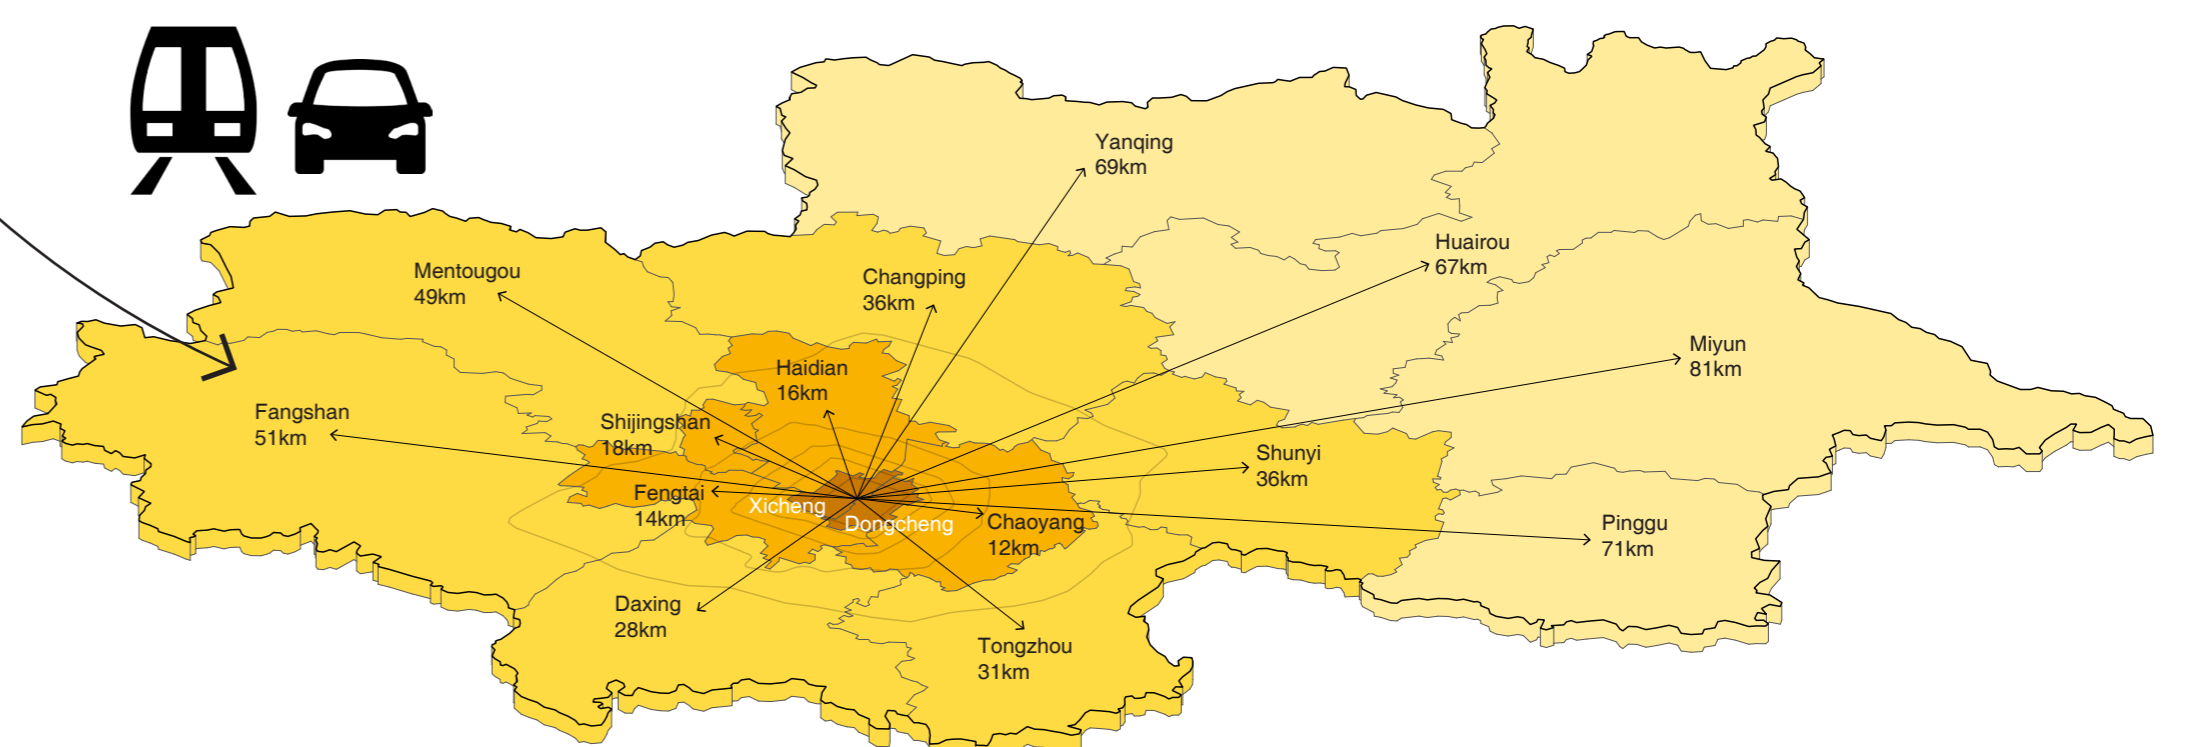 Yanqing
69km
Huairou
67km
Mentougou
49km
Changping
36km
Miyun
81km
Haidian
16km
Fangshan
51km
Shijingshan
18km
Shunyi
36km
Fengtai
14km
Xicheng
Dongcheng
Chaoyang
12km
Pinggu
71km
Daxing
28km
Tongzhou
31km